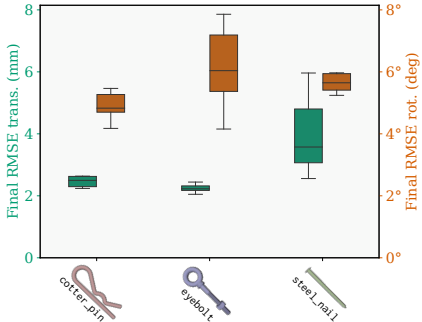 Final RMSE trans. (mm)
8
6
4
2
0
8°
6°
4°
2°
0°
Final RMSE rot. (deg)
cotter_pin
eyebolt
steel_nail